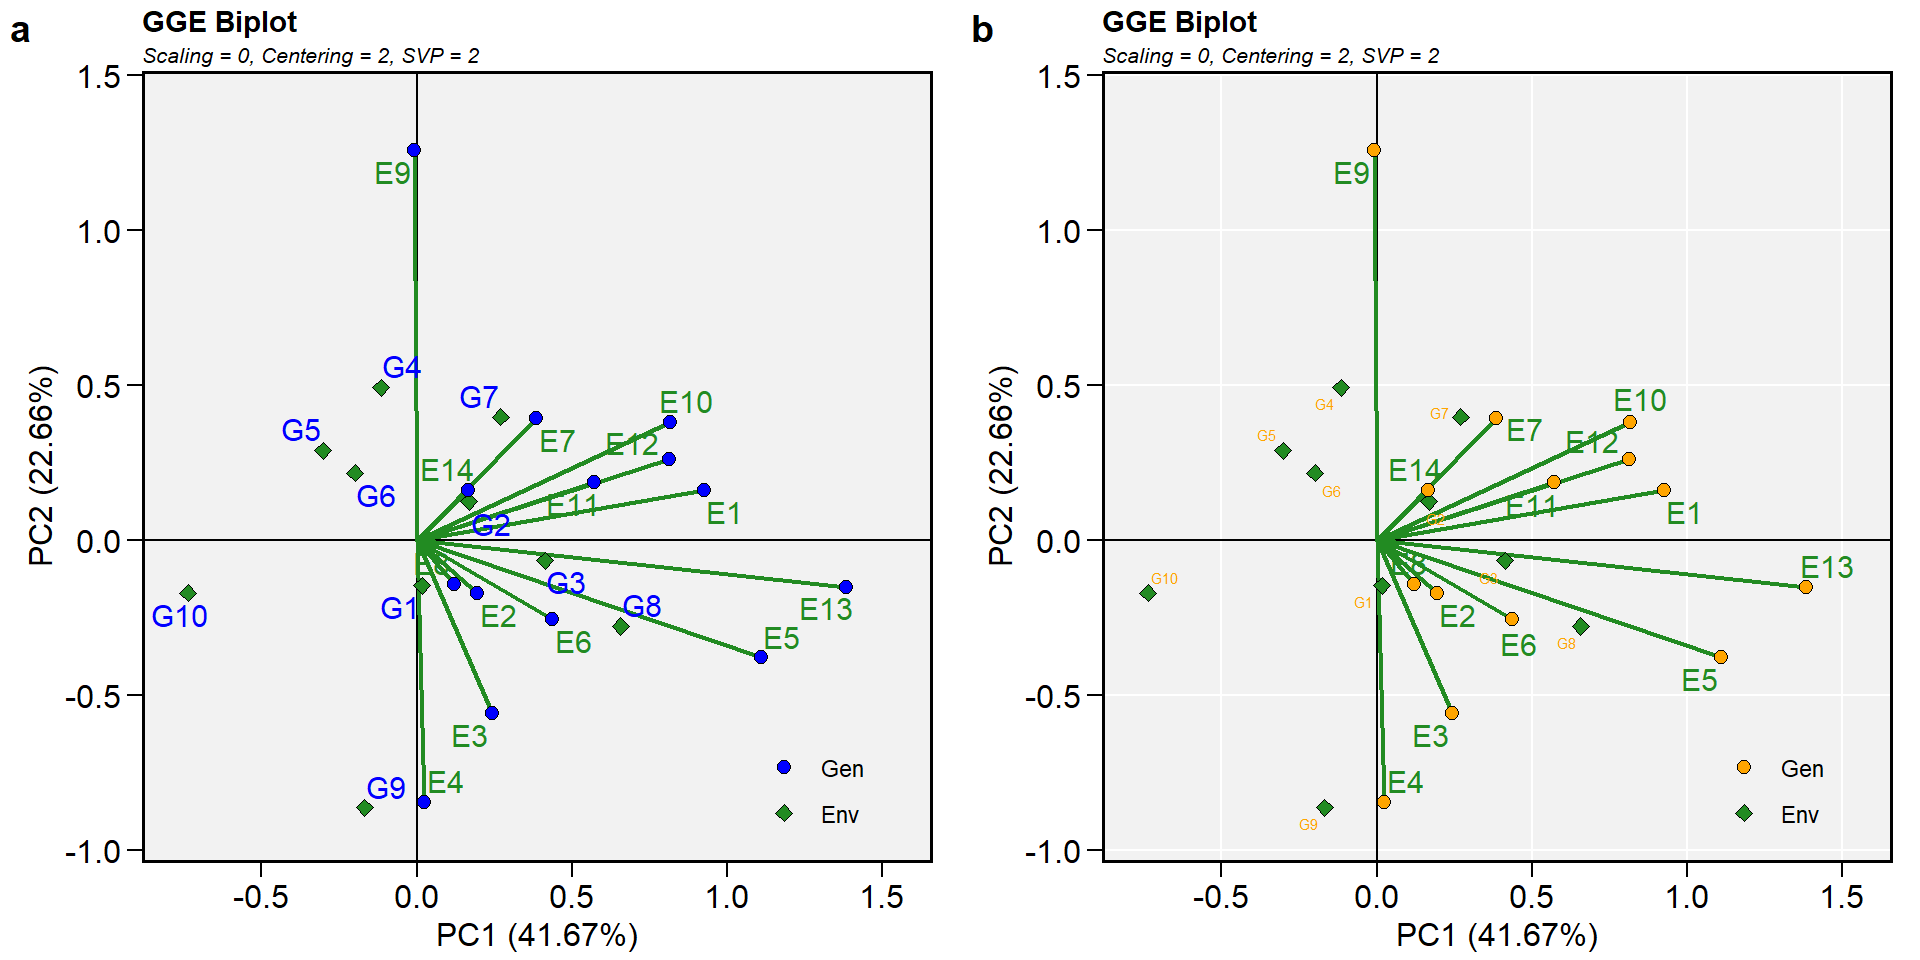 a
GGE Biplot
Scaling = 0, Centering = 2, SVP = 2
1.5
1.0
0.5
0.0
-0.5
-1.0
PC2 (22.66%)
E9
G4
G7
E10
G5
E7
E12
E14
G6
E11
E1
G2
G3
G1
G8
E13
G10
E2
E6
E5
E3
G9
E4
Gen
Env
-0.5
0.0
0.5
1.0
1.5
PC1 (41.67%)
b
GGE Biplot
Scaling = 0, Centering = 2, SVP = 2
1.5
1.0
0.5
0.0
-0.5
-1.0
PC2 (22.66%)
E9
E10
G4
G7
E7
G5
E12
E14
G6
E11
E1
G2
E8
E13
G10
G3
G1
E2
E6
G8
E5
E3
E4
G9
Gen
Env
-0.5
0.0
0.5
1.0
1.5
PC1 (41.67%)